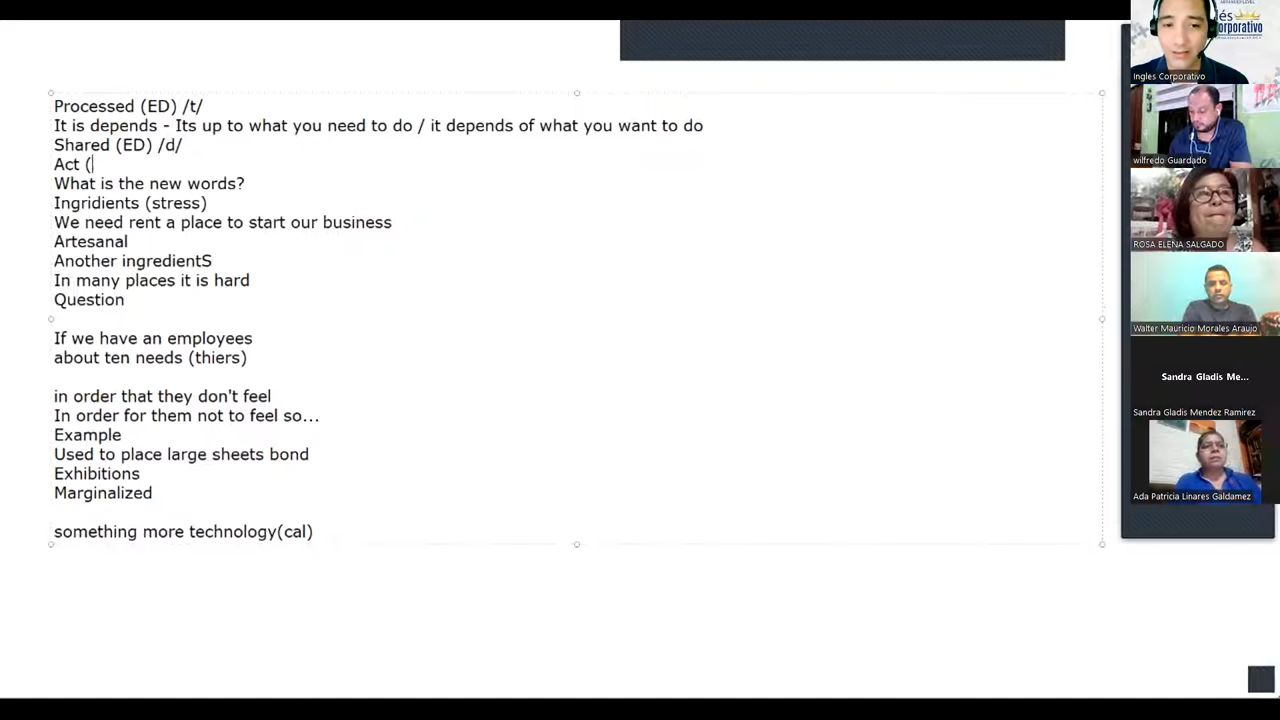 Processed (ED) /t/
It is depends - Its up to what you need to do / it depends of what you want to do
Shared (ED) /d/
Act (
What is the new words?
Ingridients (stress)
We need rent a place to start our business
Artesanal
Another ingredientS
In many places it is hard
Question
If we have an employees
about ten needs (thiers)
in order that they don't feel
In order for them not to feel so...
Example
Used to place large sheets bond
Exhibitions
Marginalized
something more technology(cal)
és
orporativo
Ingles Corporativo
wilfredo Guardado
ROSA ELENA SALGADO
Walter Mauricio Morales Araujo
Sandra Gladis Me...
Sandra Gladis Mendez Ramirez
Ada Patricia Linares Galdamez